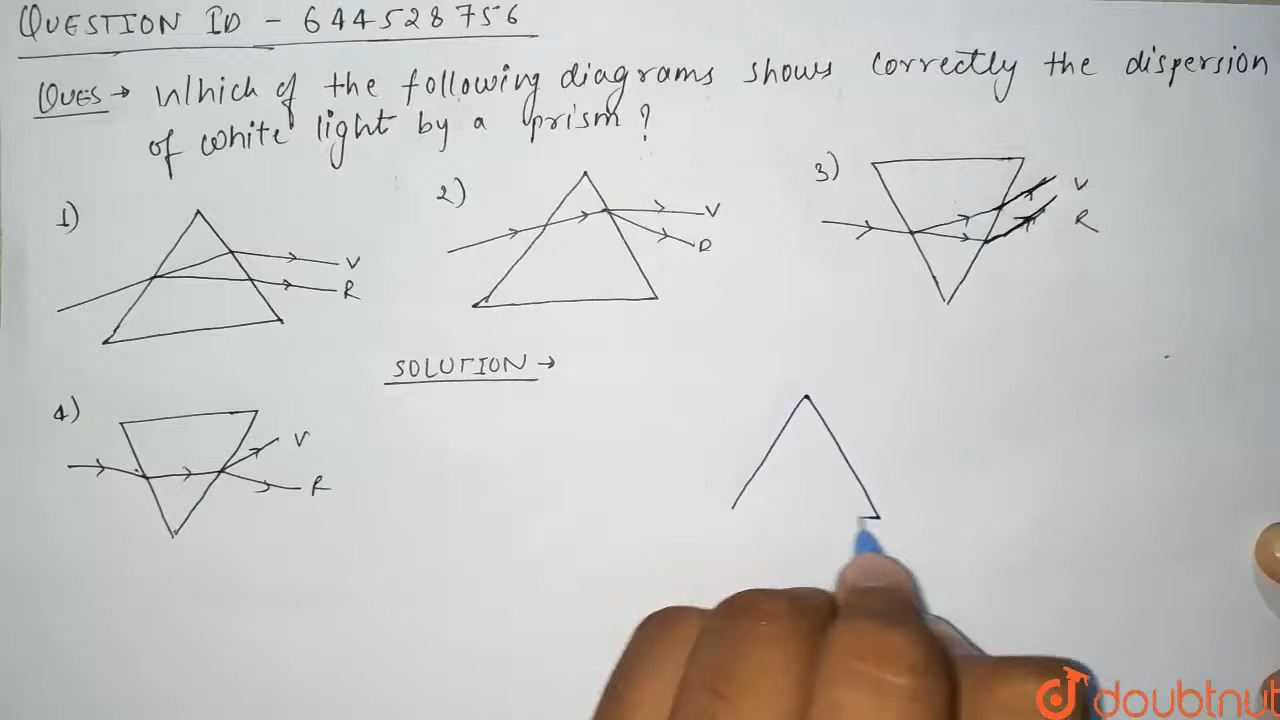 QUESTION ID - 644528756
QUES → Which of the following diagrams shows correctly the dispersion
of white light by a prism?
1)
V
R
2)
V
R
3)
V
R
SOLUTION →
4)
V
R
doubtnut